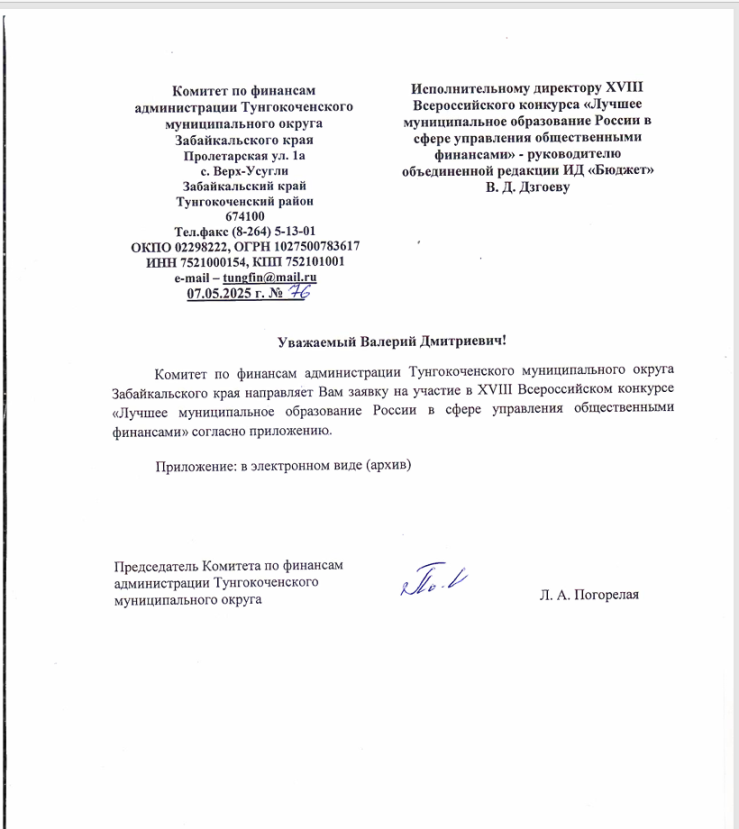 Комитет по финансам
администрации Тунгокоченского
муниципального округа
Забайкальского края
Пролетарская ул. 1а
с. Верх-Усугли
Забайкальский край
Тунгокоченский район
674100
Тел.факс (8-264) 5-13-01
ОКПО 02298222, ОГРН 1027500783617
ИНН 7521000154, КПП 752101001
e-mail – tungfin@mail.ru
07.05.2025 г. № 76
Исполнительному директору XVIII
Всероссийского конкурса «Лучшее
муниципальное образование России в
сфере управления общественными
финансами» - руководителю
объединенной редакции ИД «Бюджет»
В. Д. Дзгоеву
Уважаемый Валерий Дмитриевич!
Комитет по финансам администрации Тунгокоченского муниципального округа
Забайкальского края направляет Вам заявку на участие в XVIII Всероссийском конкурсе
«Лучшее муниципальное образование России в сфере управления общественными
финансами» согласно приложению.
Приложение: в электронном виде (архив)
Председатель Комитета по финансам
администрации Тунгокоченского
муниципального округа
Л. А. Погорелая